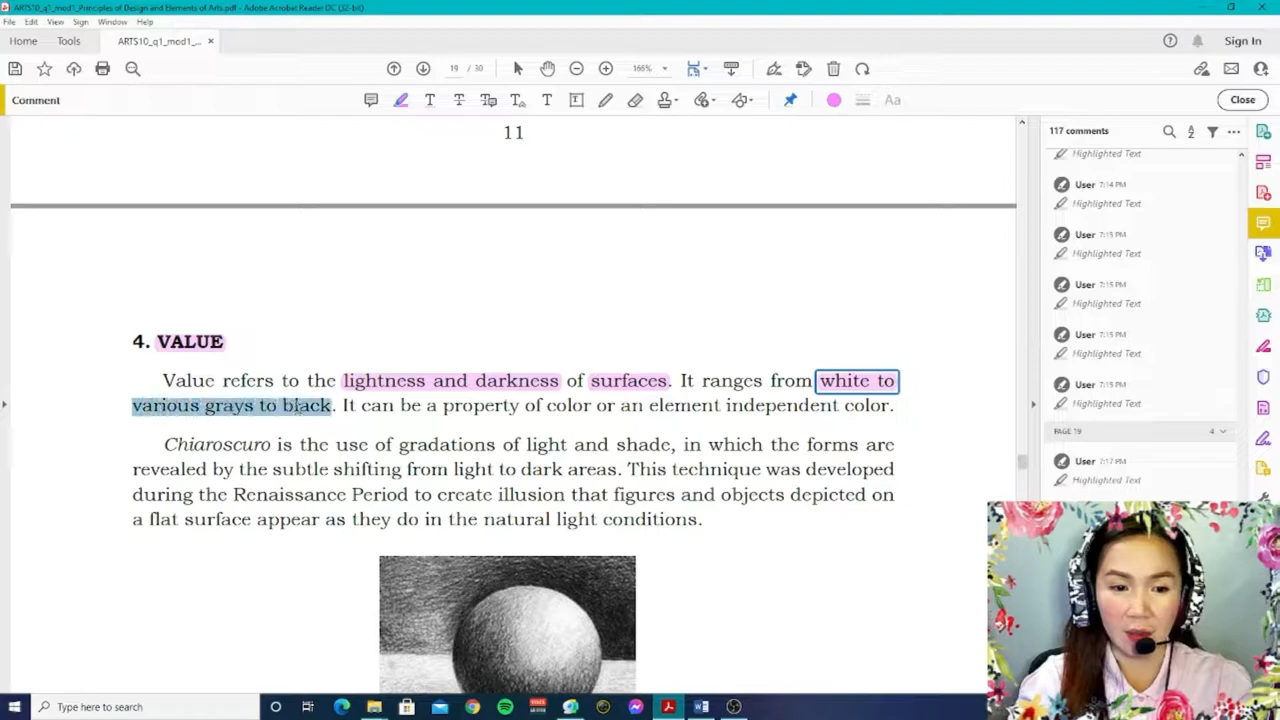 ARTS10_q1_mod1_Principles of Design and Elements of Arts.pdf - Adobe Acrobat Reader DC (32-bit)
File Edit View Sign Window Help
Home Tools ARTS10_q1_mod1_... × Sign In
19 / 30 165%
Comment Aa Close
11
117 comments
Highlighted Text
User 7:14 PM
Highlighted Text
User 7:15 PM
Highlighted Text
User 7:15 PM
Highlighted Text
User 7:15 PM
Highlighted Text
User 7:15 PM
Highlighted Text
PAGE 19 4
User 7:17 PM
Highlighted Text
4. VALUE
Value refers to the lightness and darkness of surfaces. It ranges from white to
various grays to black. It can be a property of color or an element independent color.
Chiaroscuro is the use of gradations of light and shade, in which the forms are
revealed by the subtle shifting from light to dark areas. This technique was developed
during the Renaissance Period to create illusion that figures and objects depicted on
a flat surface appear as they do in the natural light conditions.
Type here to search